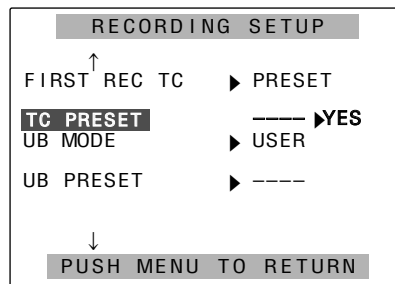 RECORDING SETUP
↑
FIRST REC TC ▶ PRESET
TC PRESET ---- ▶YES
UB MODE ▶ USER
UB PRESET ▶ ----
↓
PUSH MENU TO RETURN